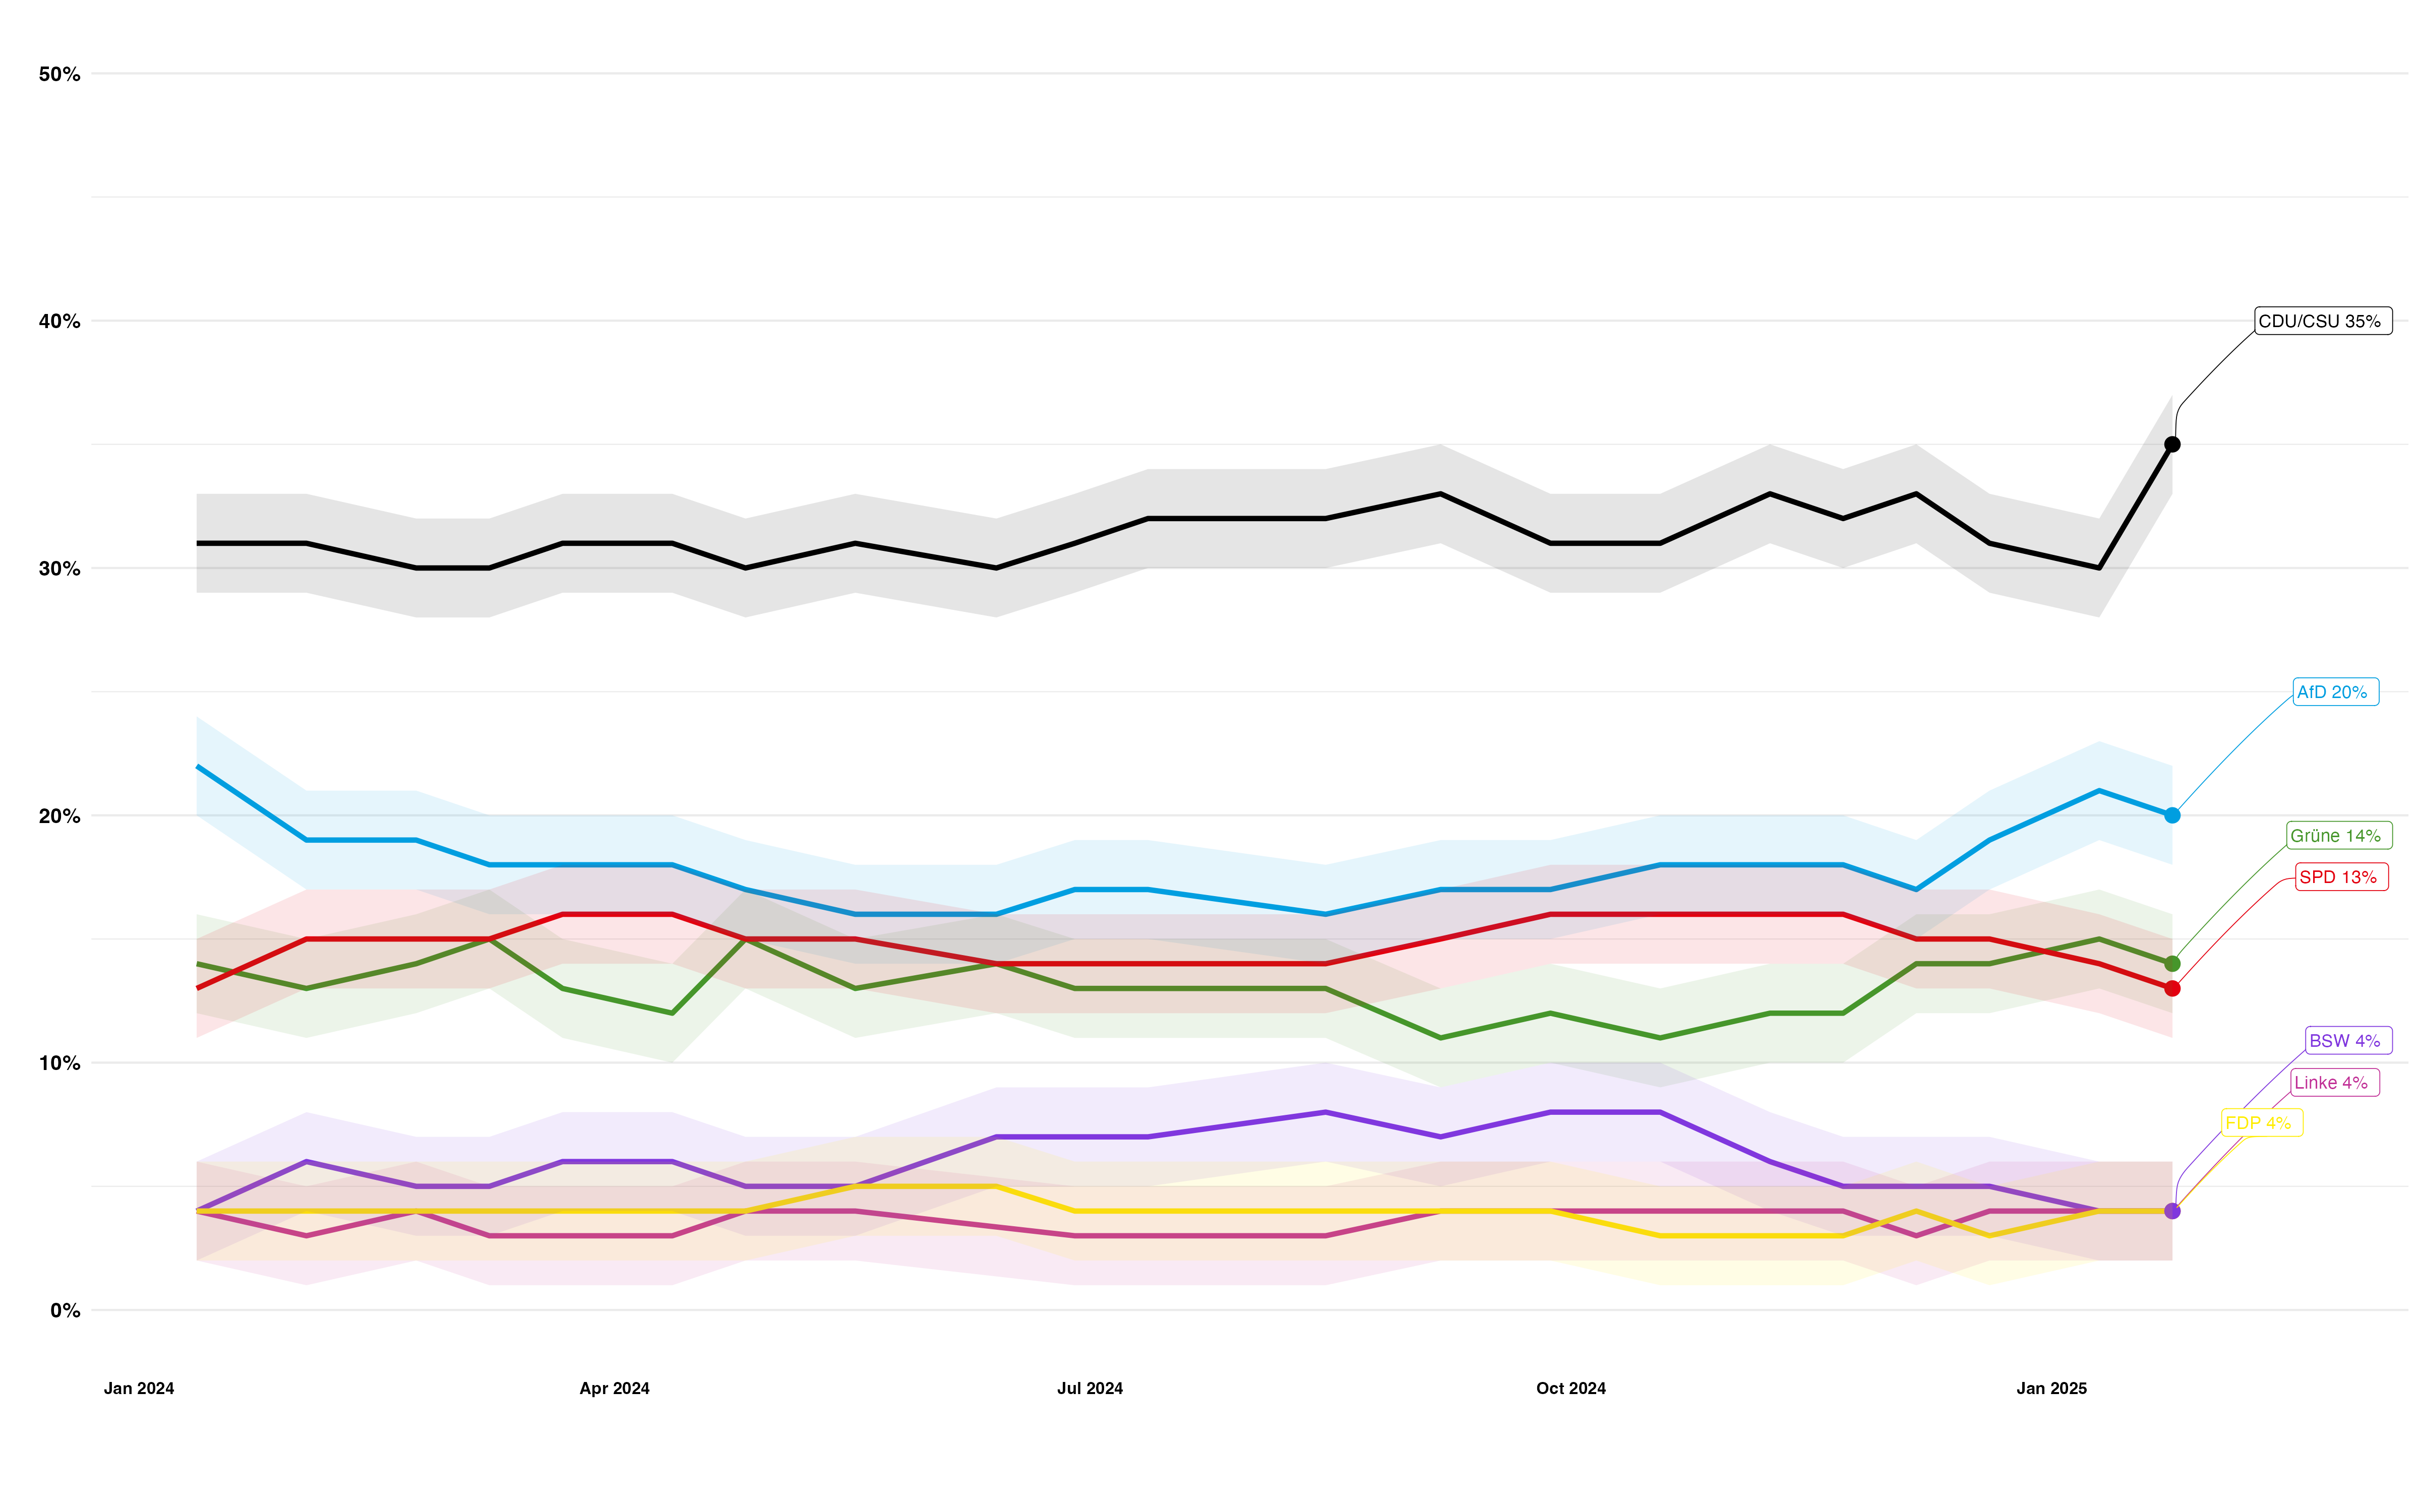 50%
40%
CDU/CSU 35%
30%
AfD 20%
20%
Grüne 14%
SPD 13%
10%
BSW 4%
Linke 4%
FDP 4%
0%
Jan 2024 Apr 2024 Jul 2024 Oct 2024 Jan 2025